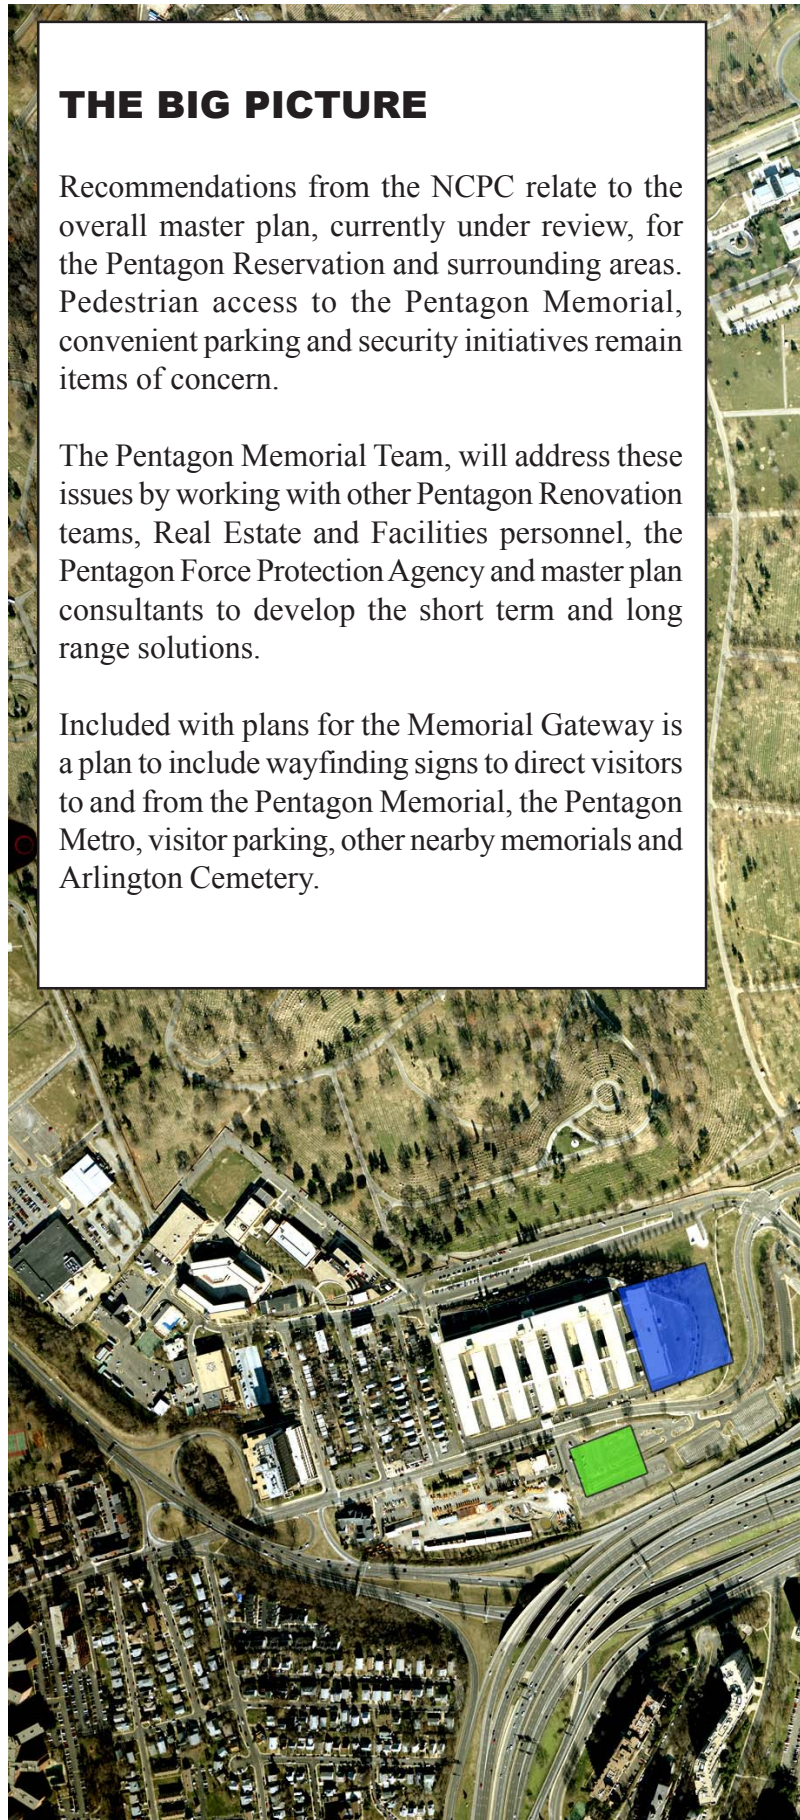 THE BIG PICTURE
Recommendations from the NCPC relate to the
overall master plan, currently under review, for
the Pentagon Reservation and surrounding areas.
Pedestrian access to the Pentagon Memorial,
convenient parking and security initiatives remain
items of concern.
The Pentagon Memorial Team, will address these
issues by working with other Pentagon Renovation
teams, Real Estate and Facilities personnel, the
Pentagon Force Protection Agency and master plan
consultants to develop the short term and long
range solutions.
Included with plans for the Memorial Gateway is
a plan to include wayfinding signs to direct visitors
to and from the Pentagon Memorial, the Pentagon
Metro, visitor parking, other nearby memorials and
Arlington Cemetery.